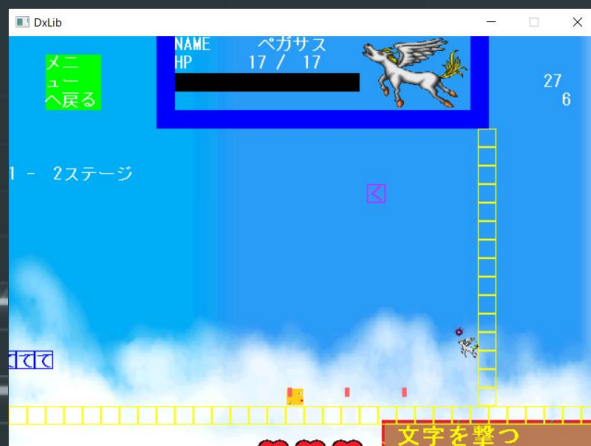 DxLib
NAME ペガサス
HP 17 / 17
メニ
ュー
へ戻る
27
6
1 - 2ステージ
く
ててて
文字を撃つ